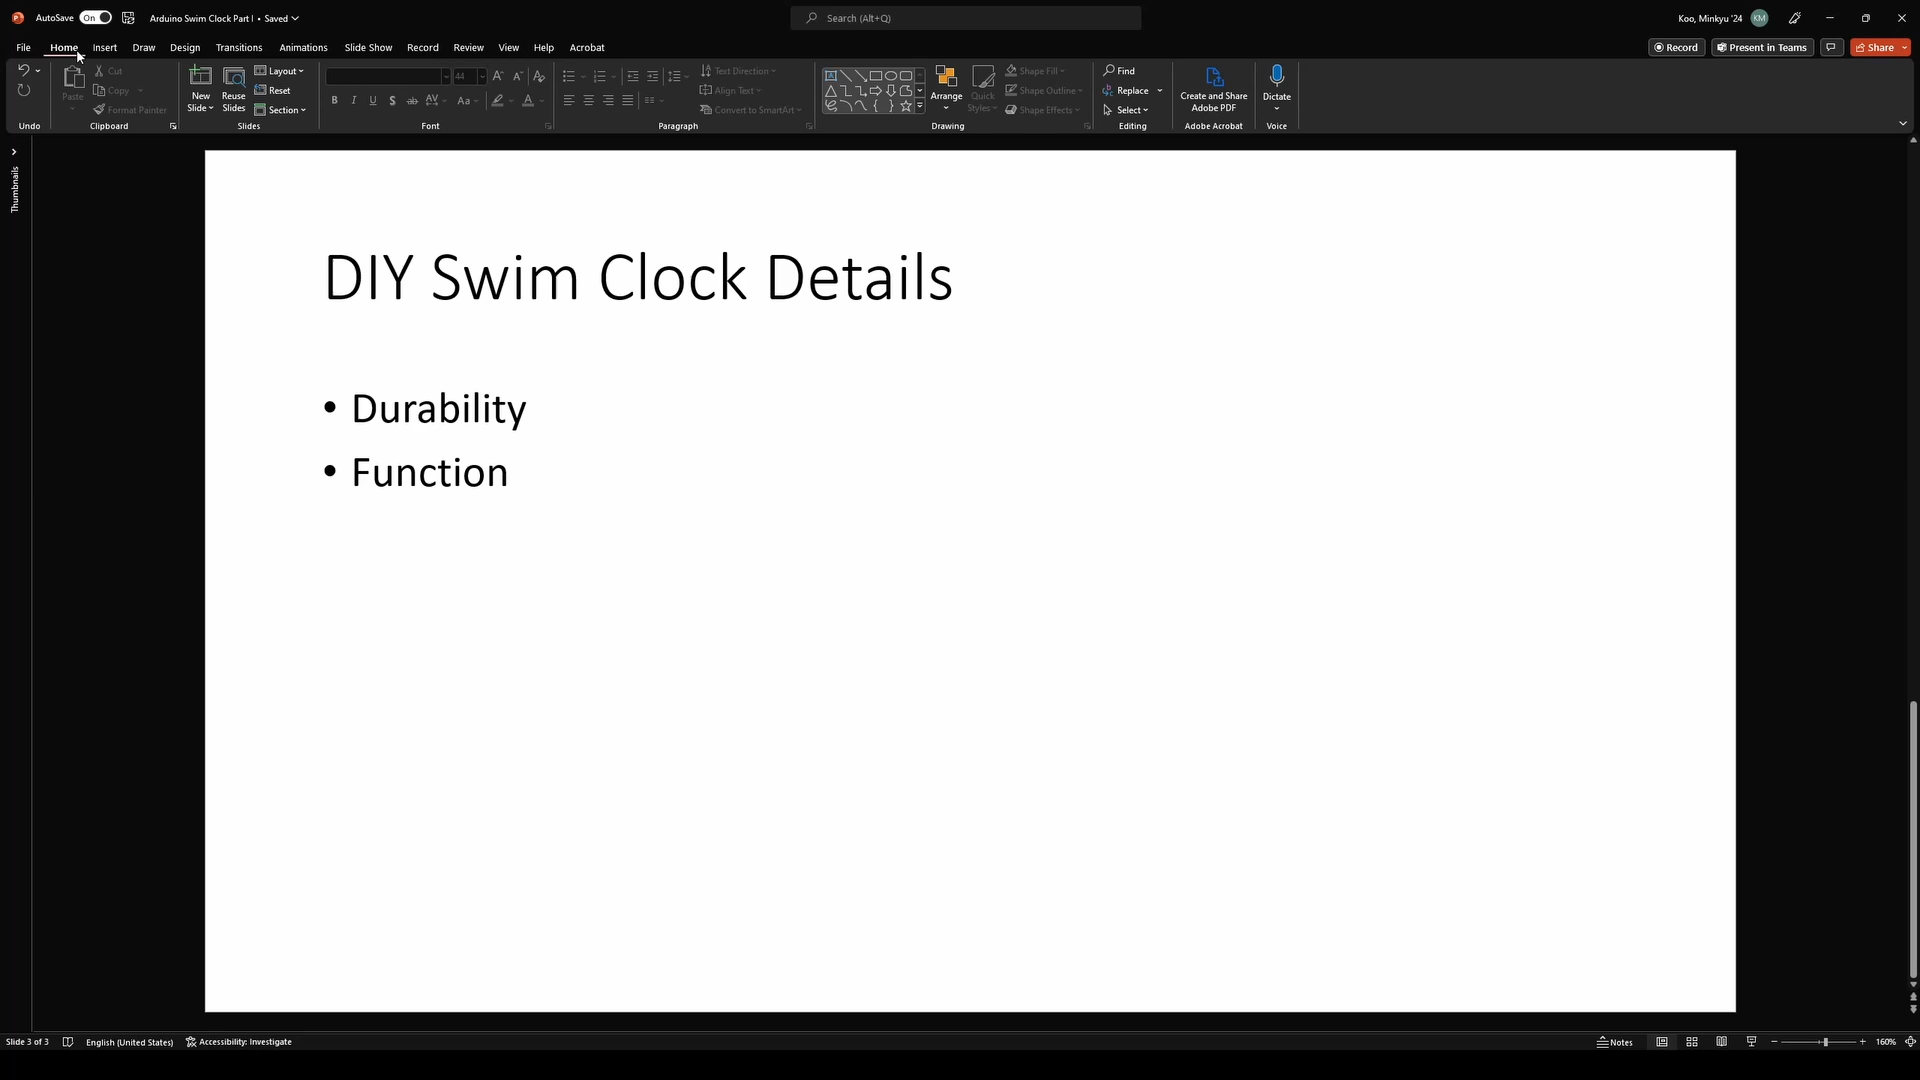 AutoSave On Arduino Swim Clock Part I • Saved Search (Alt+Q) Koo, Minkyu '24 KM
File Home Insert Draw Design Transitions Animations Slide Show Record Review View Help Acrobat Record Present in Teams Share
Paste Cut Copy Format Painter
New Slide Reuse Slides Layout Reset Section
44
B I U S ab AV Aa A
Text Direction Align Text Convert to SmartArt
Arrange Quick Styles Shape Fill Shape Outline Shape Effects
Find Replace Select
Create and Share Adobe PDF
Dictate
Undo Clipboard Slides Font Paragraph Drawing Editing Adobe Acrobat Voice
Thumbnails
DIY Swim Clock Details
• Durability
• Function
Slide 3 of 3 English (United States) Accessibility: Investigate Notes 160%